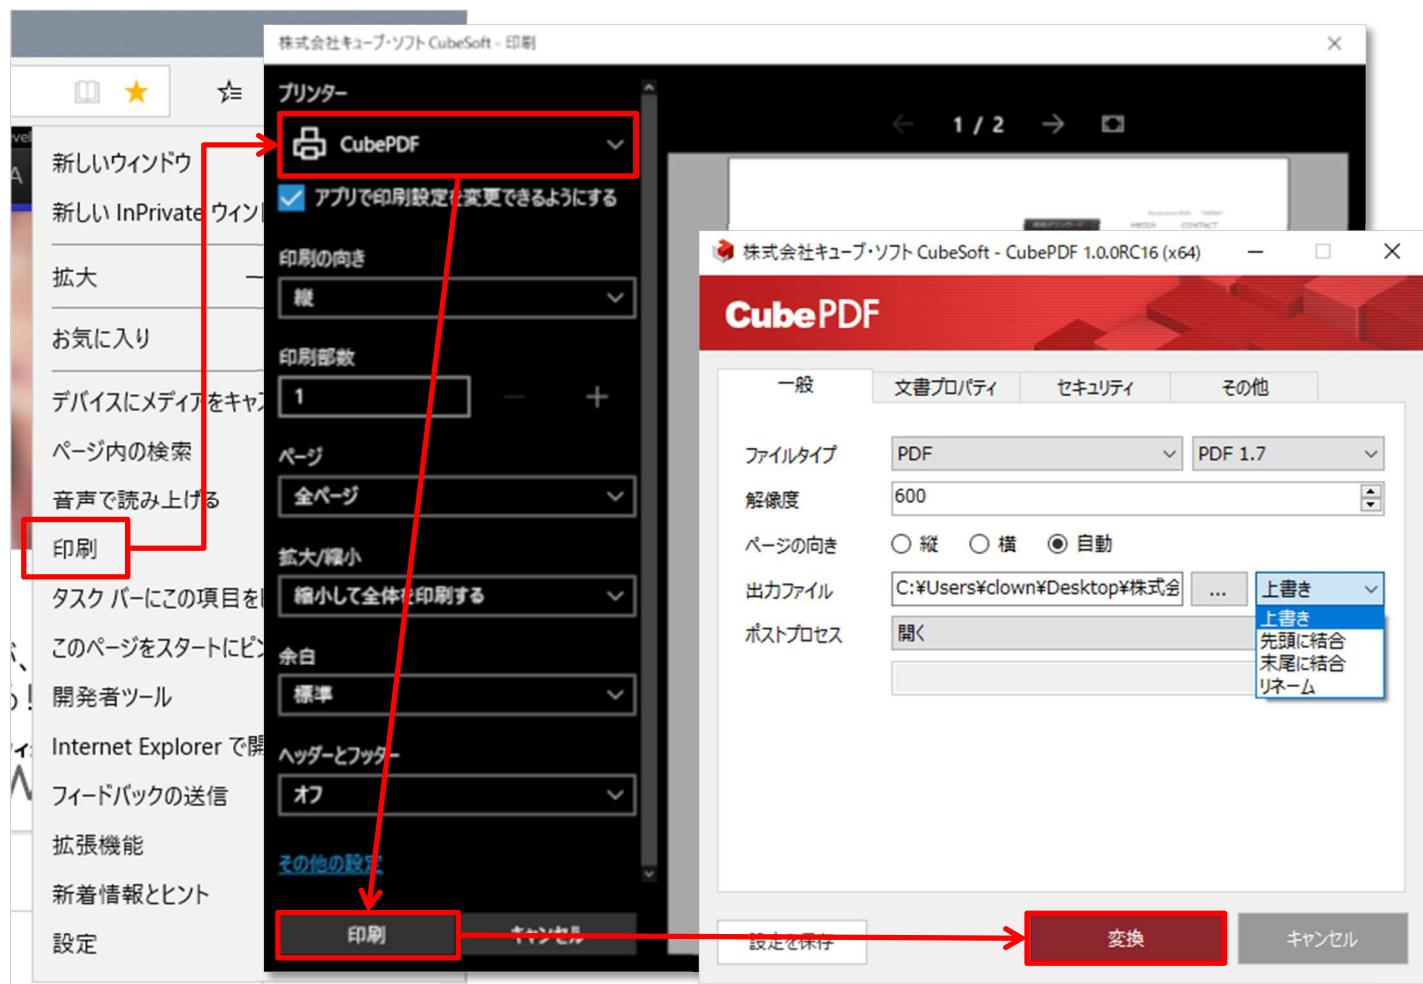 新しいウィンドウ
新しい InPrivate ウィン
拡大
お気に入り
デバイスにメディアをキャ
ページ内の検索
音声で読み上げる
印刷
タスク バーにこの項目を
このページをスタートにピン
開発者ツール
Internet Explorer で開
フィードバックの送信
拡張機能
新着情報とヒント
設定
株式会社キューブ・ソフト CubeSoft - 印刷
プリンター
CubePDF
アプリで印刷設定を変更できるようにする
印刷の向き
縦
印刷部数
1
ページ
全ページ
拡大/縮小
縮小して全体を印刷する
余白
標準
ヘッダーとフッター
オフ
その他の設定
印刷 キャンセル
1 / 2
MEDIA CONTACT
株式会社キューブ・ソフト CubeSoft - CubePDF 1.0.0RC16 (x64)
CubePDF
一般 文書プロパティ セキュリティ その他
ファイルタイプ PDF PDF 1.7
解像度 600
ページの向き 縦 横 自動
出力ファイル C:¥Users¥clown¥Desktop¥株式会 ... 上書き
上書き
先頭に結合
末尾に結合
リネーム
ポストプロセス 開く
設定を保存 変換 キャンセル